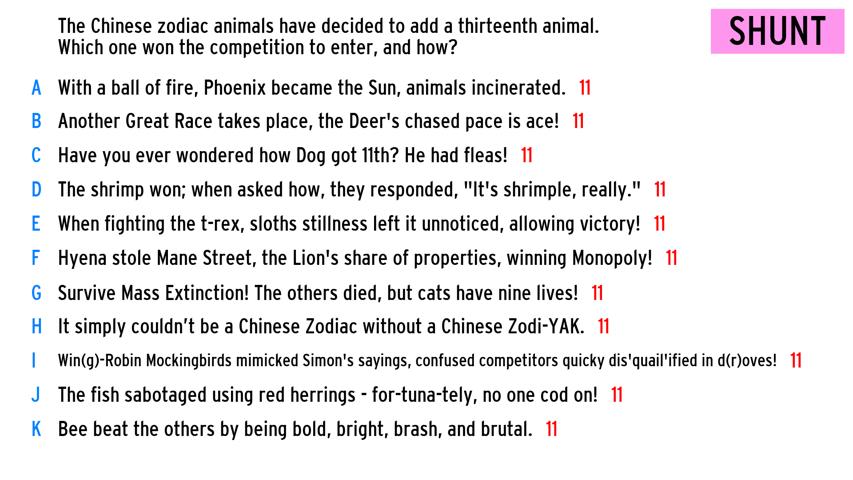 The Chinese zodiac animals have decided to add a thirteenth animal.
Which one won the competition to enter, and how?
SHUNT
A With a ball of fire, Phoenix became the Sun, animals incinerated. 11
B Another Great Race takes place, the Deer's chased pace is ace! 11
C Have you ever wondered how Dog got 11th? He had fleas! 11
D The shrimp won; when asked how, they responded, "It's shrimple, really." 11
E When fighting the t-rex, sloths stillness left it unnoticed, allowing victory! 11
F Hyena stole Mane Street, the Lion's share of properties, winning Monopoly! 11
G Survive Mass Extinction! The others died, but cats have nine lives! 11
H It simply couldn't be a Chinese Zodiac without a Chinese Zodi-YAK. 11
I Win(g)-Robin Mockingbirds mimicked Simon's sayings, confused competitors quicky dis'quail'ified in d(r)oves! 11
J The fish sabotaged using red herrings - for-tuna-tely, no one cod on! 11
K Bee beat the others by being bold, bright, brash, and brutal. 11